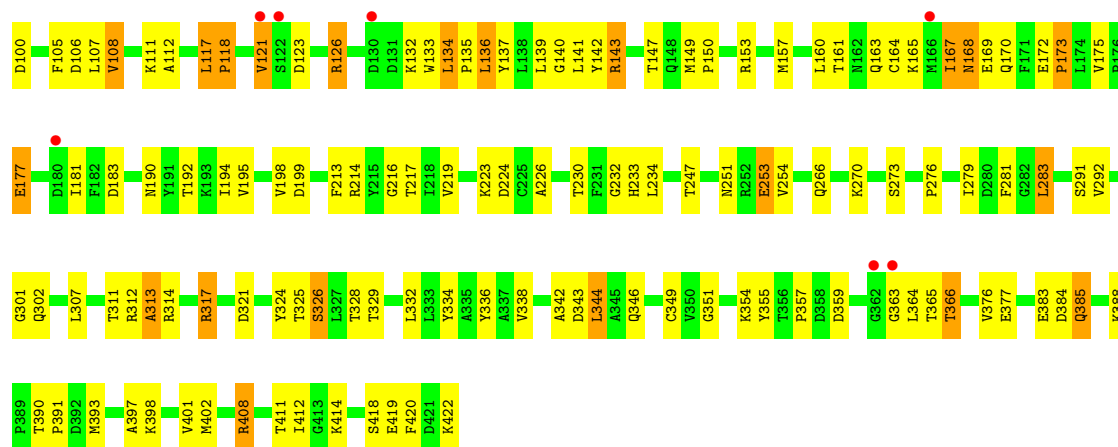 D100 F105 D106 L107 V108 K111 A112 L117 P118 V121 S122 D123 R126 D130 D131 K132 W133 L134 P135 L136 Y137 L138 L139 G140 L141 Y142 R143 T147 Q148 M149 P150 R153 M157 L160 T161 N162 Q163 C164 K165 M166 I167 N168 E169 Q170 F171 E172 P173 L174 V175
E177 D180 I181 F182 D183 N190 Y191 T192 K193 I194 V195 V198 D199 F213 R214 Y215 G216 T217 I218 V219 K223 D224 C225 A226 T230 F231 G232 H233 L234 T247 N251 R252 E253 V254 Q266 K270 S273 P276 I279 D280 F281 G282 L283 S291 V292
G301 Q302 L307 T311 R312 A313 R314 R317 D321 Y324 T325 S326 L327 T328 T329 L332 L333 Y334 A335 Y336 A337 V338 A342 D343 L344 A345 Q346 C349 V350 G351 K354 Y355 T356 P357 D358 D359 G362 G363 L364 T365 T366 V376 E377 E383 D384 Q385
P389 T390 P391 D392 M393 A397 K398 V401 M402 R408 T411 I412 G413 K414 S418 E419 F420 D421 K422